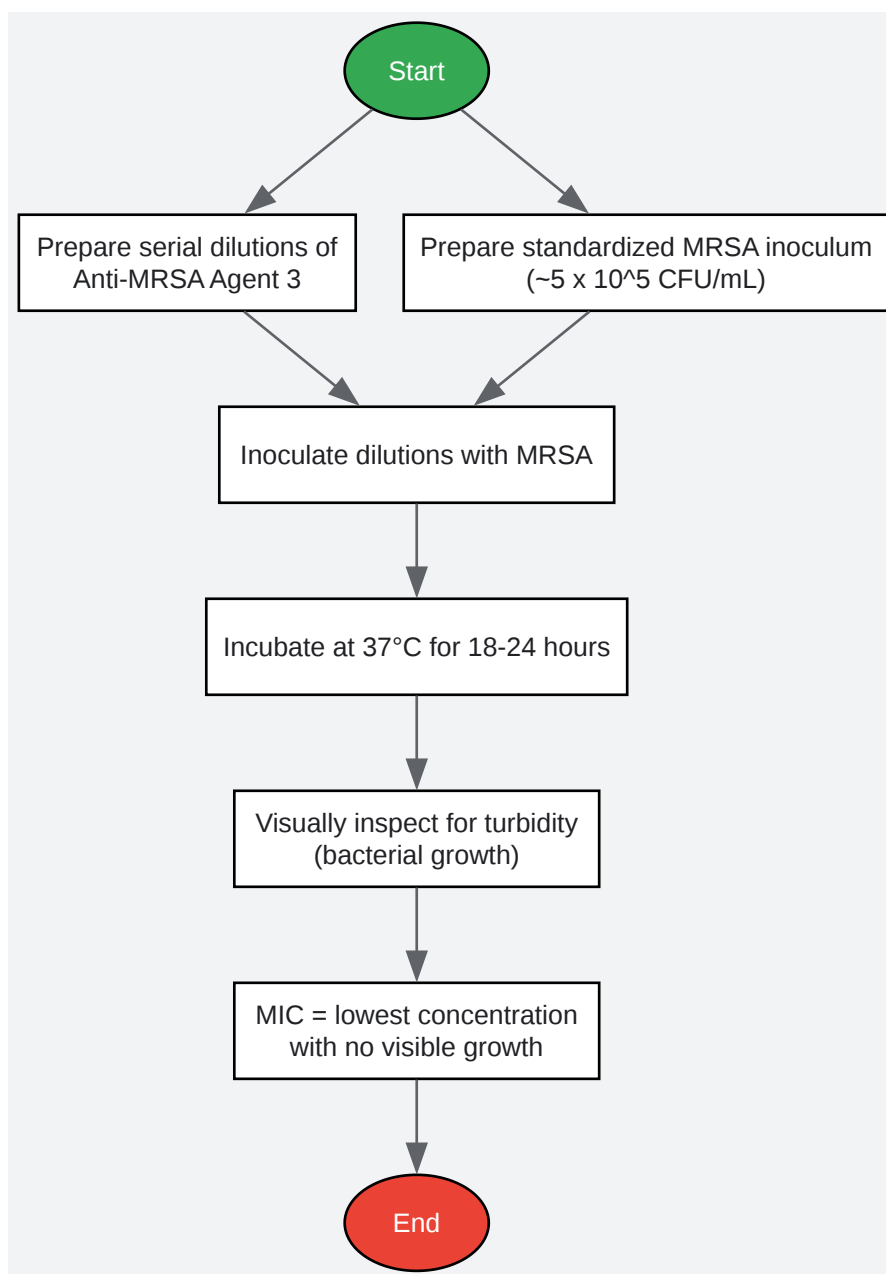 Start
Prepare serial dilutions of
Anti-MRSA Agent 3
Prepare standardized MRSA inoculum
(~5 x 10^5 CFU/mL)
Inoculate dilutions with MRSA
Incubate at 37°C for 18-24 hours
Visually inspect for turbidity
(bacterial growth)
MIC = lowest concentration
with no visible growth
End